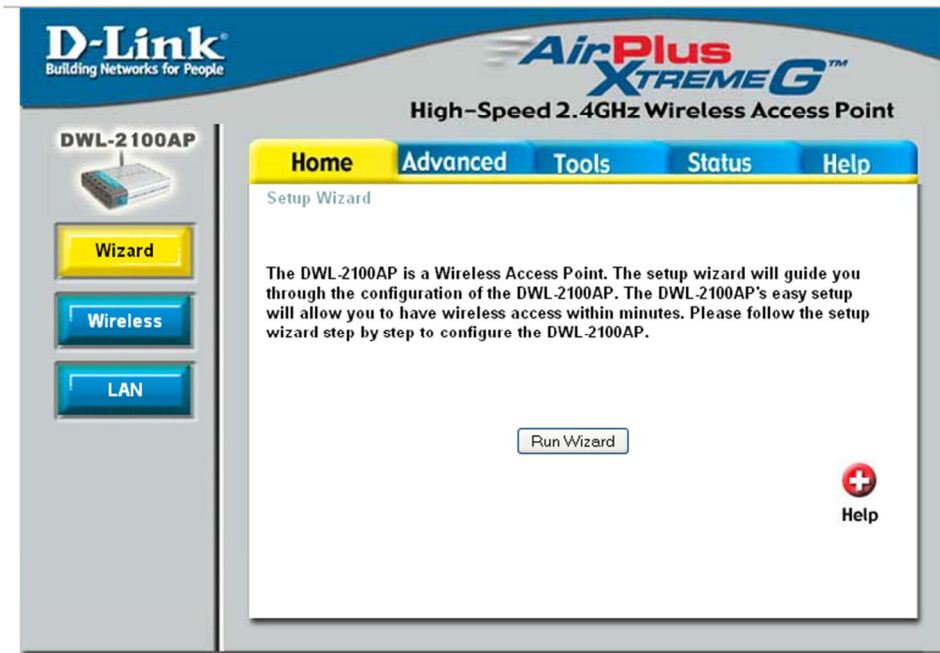 D-Link®
Building Networks for People
AirPlus
XTREME G™
High-Speed 2.4GHz Wireless Access Point
DWL-2100AP
Home Advanced Tools Status Help
Wizard
Wireless
LAN
Setup Wizard
The DWL-2100AP is a Wireless Access Point. The setup wizard will guide you
through the configuration of the DWL-2100AP. The DWL-2100AP's easy setup
will allow you to have wireless access within minutes. Please follow the setup
wizard step by step to configure the DWL-2100AP.
Run Wizard
Help